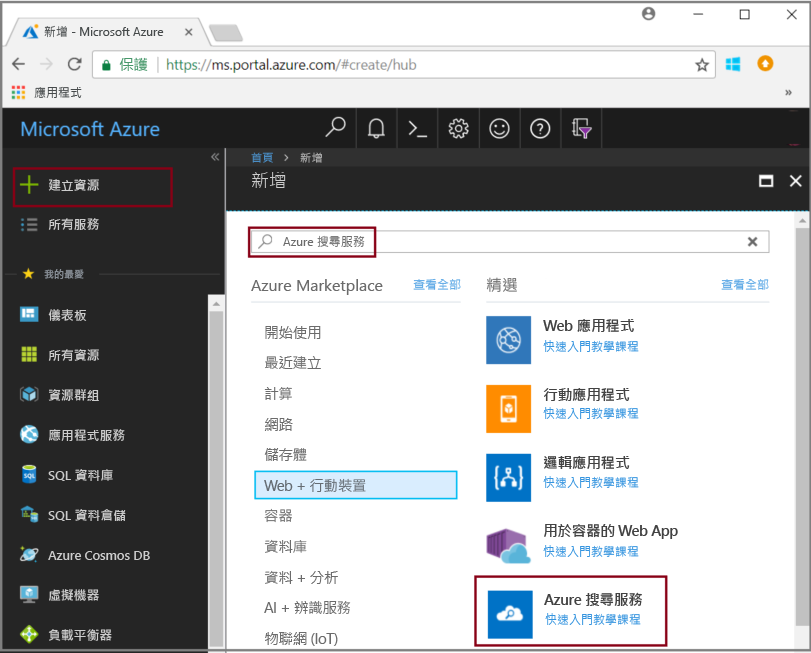 新增 - Microsoft Azure
保護 https://ms.portal.azure.com/#create/hub
應用程式
Microsoft Azure
首頁 > 新增
新增
建立資源
所有服務
我的最愛
儀表板
所有資源
資源群組
應用程式服務
SQL 資料庫
SQL 資料倉儲
Azure Cosmos DB
虛擬機器
負載平衡器
Azure 搜尋服務
Azure Marketplace 查看全部
開始使用
最近建立
計算
網路
儲存體
Web + 行動裝置
容器
資料庫
資料 + 分析
AI + 辨識服務
物聯網 (IoT)
精選 查看全部
Web 應用程式
快速入門教學課程
行動應用程式
快速入門教學課程
邏輯應用程式
快速入門教學課程
用於容器的 Web App
快速入門教學課程
Azure 搜尋服務
快速入門教學課程